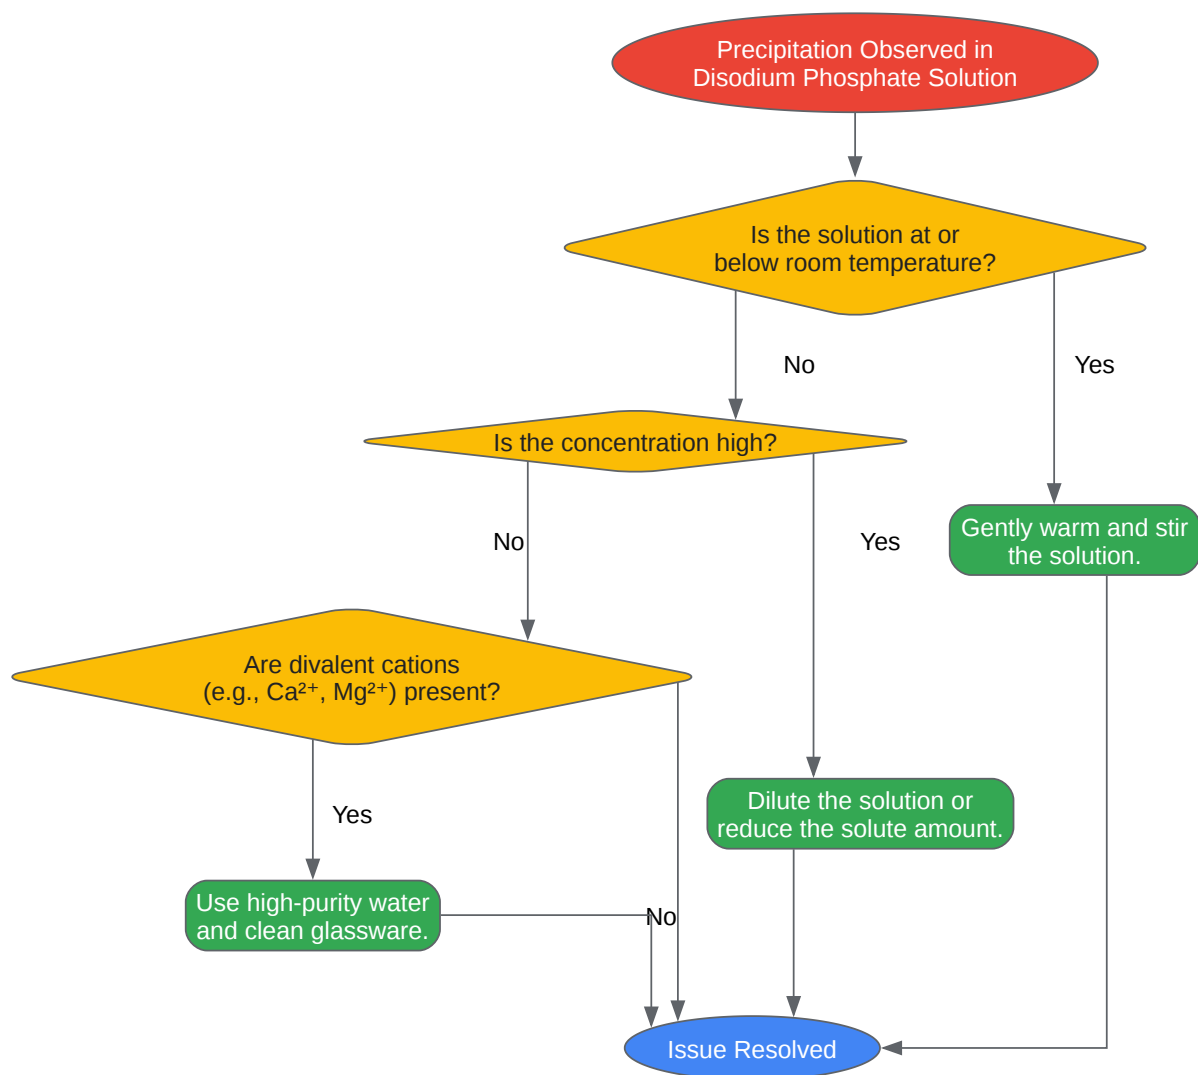 Precipitation Observed in
Disodium Phosphate Solution
Is the solution at or
below room temperature?
No
Yes
Is the concentration high?
No
Yes
Gently warm and stir
the solution.
Are divalent cations
(e.g., Ca²⁺, Mg²⁺) present?
Yes
Dilute the solution or
reduce the solute amount.
Use high-purity water
and clean glassware.
No
Issue Resolved